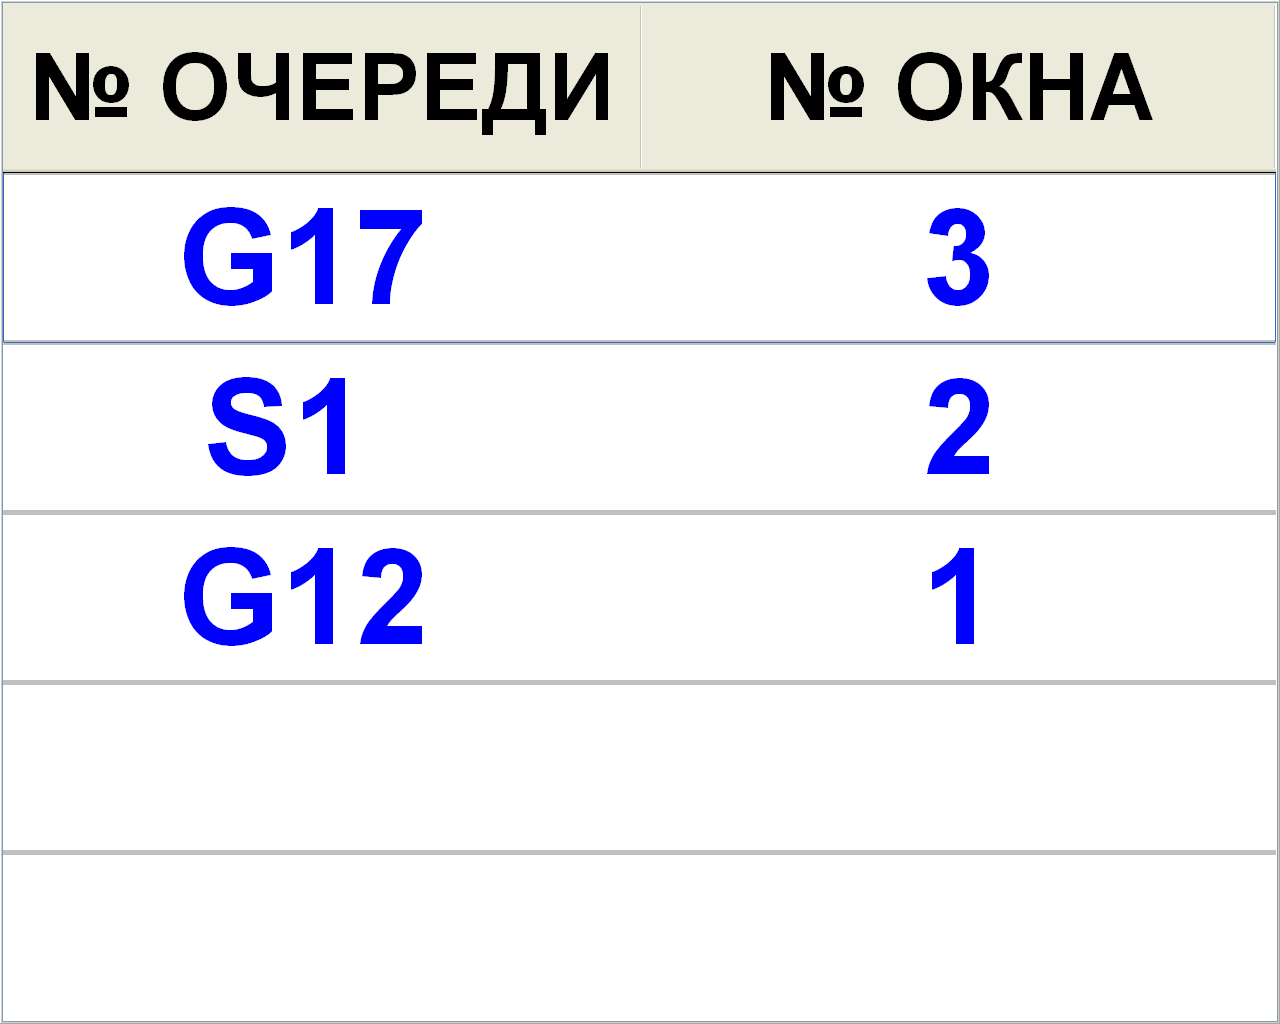 № ОЧЕРЕДИ № ОКНА
G17 3
S1 2
G12 1